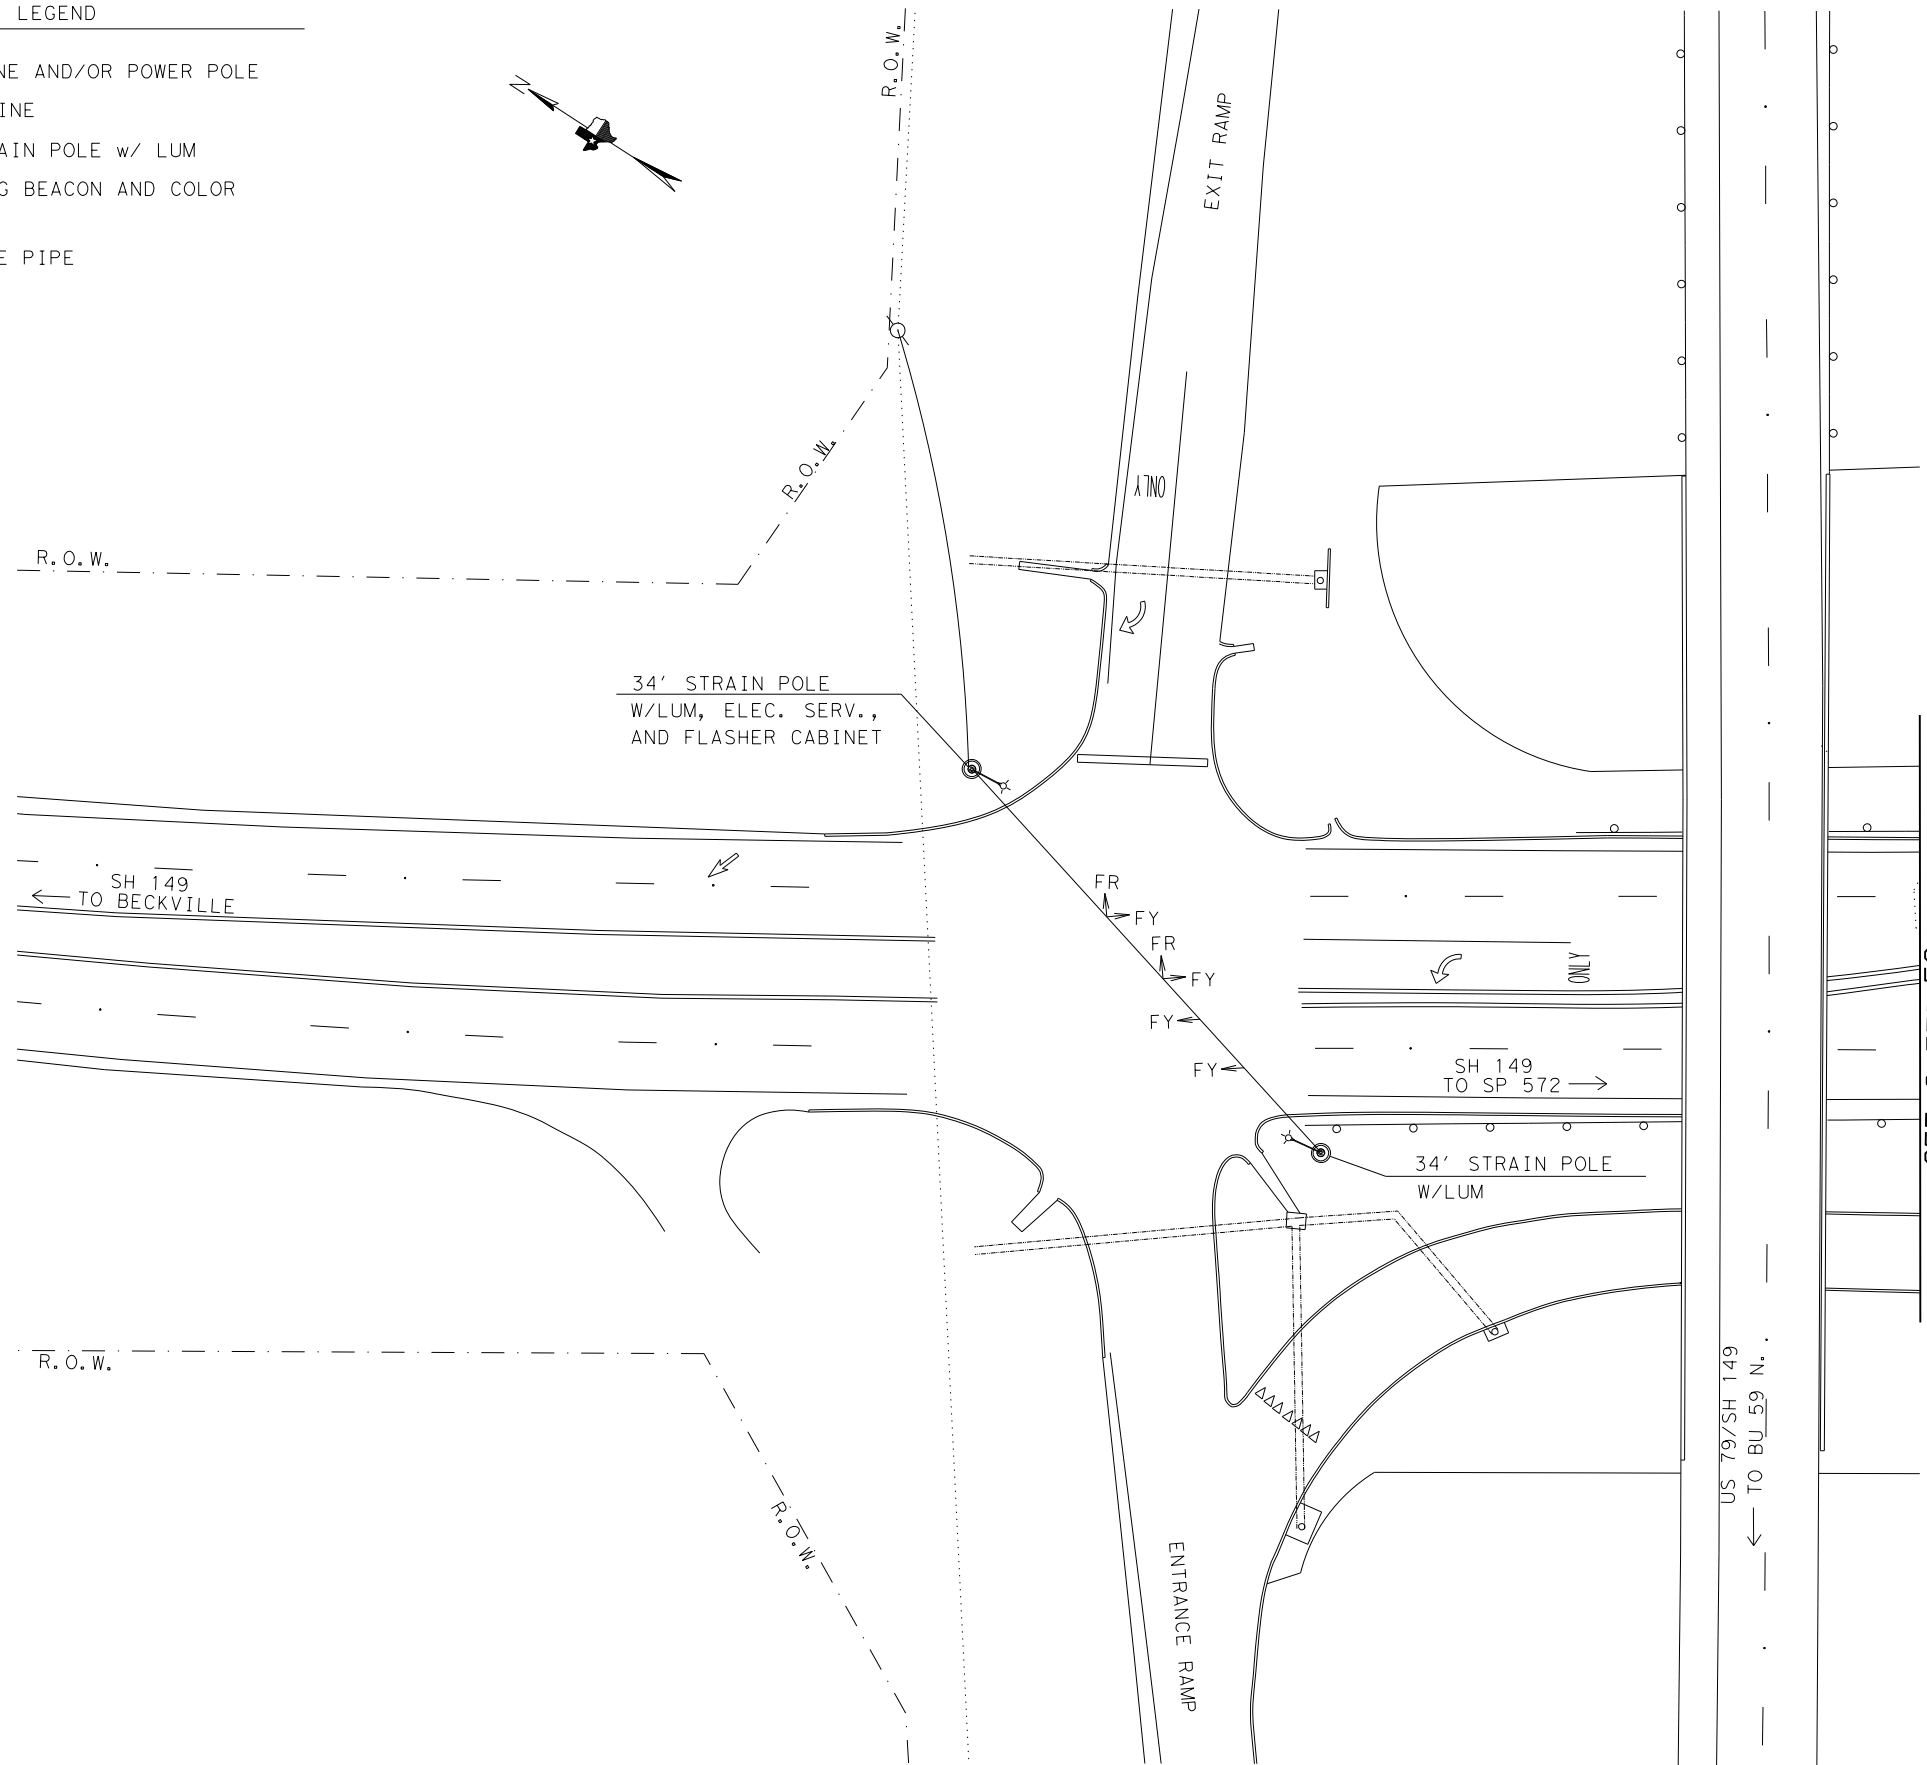 LEGEND
NE AND/OR POWER POLE
INE
AIN POLE w/ LUM
G BEACON AND COLOR
E PIPE
N
R.O.W.
EXIT RAMP
R.O.W.
ONLY
R.O.W.
34' STRAIN POLE
W/LUM, ELEC. SERV.,
AND FLASHER CABINET
SH 149
TO BECKVILLE
FR
FY
FR
FY
FY
FY
ONLY
SH 149
TO SP 572
34' STRAIN POLE
W/LUM
R.O.W.
R.O.W.
ENTRANCE RAMP
US 79/SH 149
TO BU 59 N.